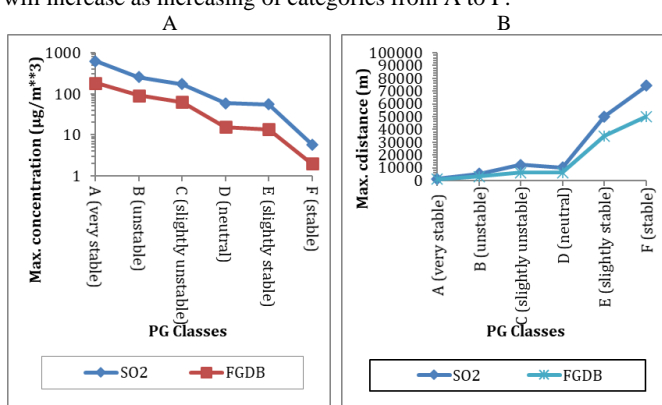 will increase as increasing of categories from A to F.
A
B
Max. concentration (µg/m**3)
1000
100
10
1
A (very stable)
B (unstable)
C (slightly unstable)
D (neutral)
E (slightly stable)
F (stable)
PG Classes
SO2
FGDB
Max. cdistance (m)
100000
90000
80000
70000
60000
50000
40000
30000
20000
10000
0
A (very stable)
B (unstable)
C (slightly unstable)
D (neutral)
E (slightly stable)
F (stable)
PG Classes
SO2
FGDB